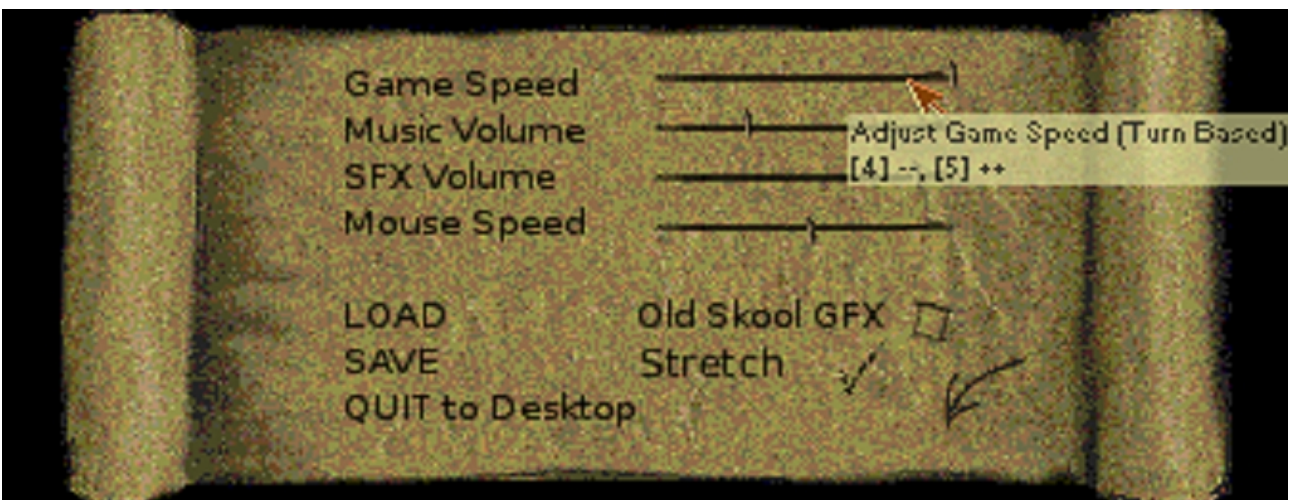 Game Speed
Music Volume
Adjust Game Speed (Turn Based)
[4] --, [5] ++
SFX Volume
Mouse Speed
LOAD
Old Skool GFX
SAVE
Stretch
QUIT to Desktop